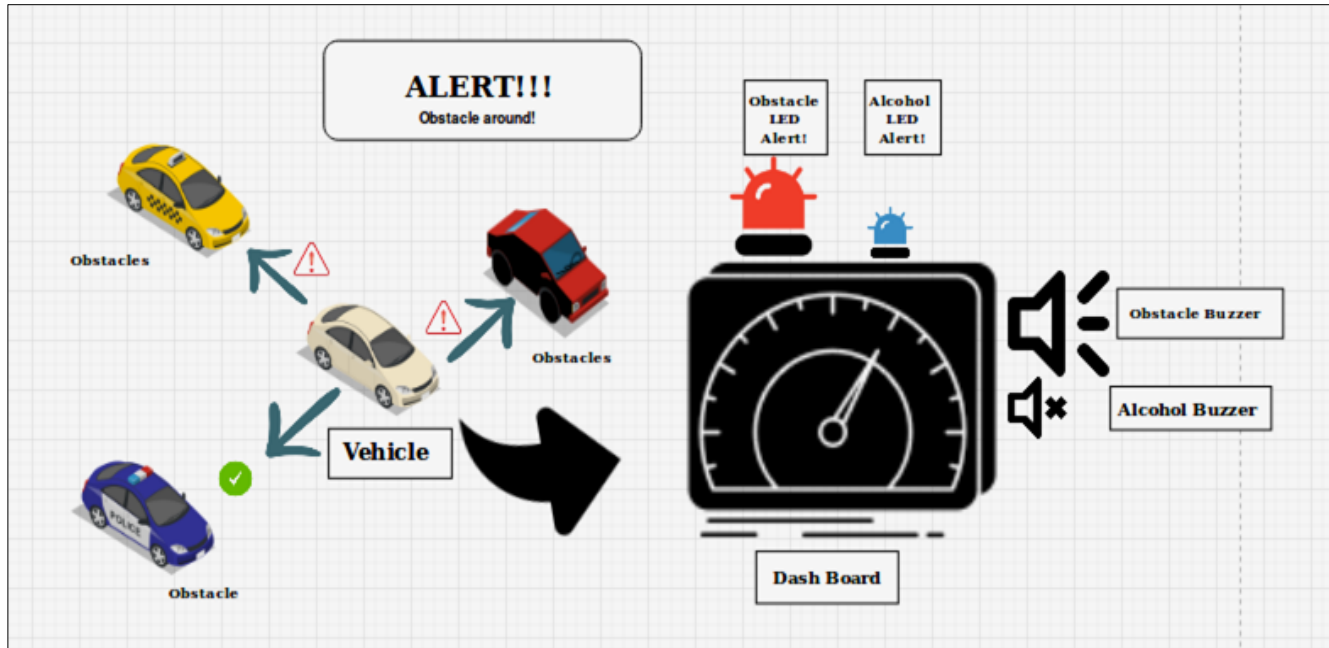 ALERT!!!
Obstacle around!
Obstacle
LED
Alert!
Alcohol
LED
Alert!
Obstacles
Obstacles
Obstacle Buzzer
Alcohol Buzzer
Vehicle
POLICE
Obstacle
Dash Board